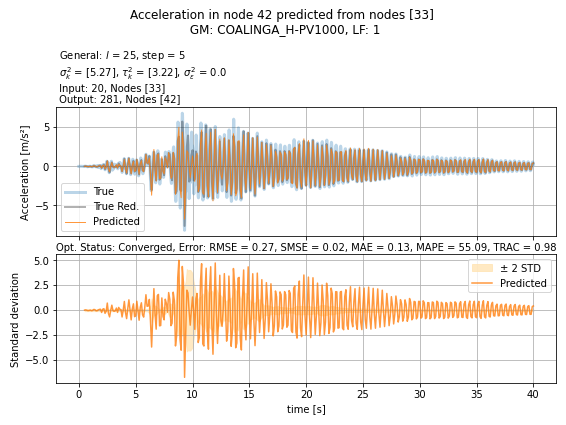 Acceleration in node 42 predicted from nodes [33]
GM: COALINGA_H-PV1000, LF: 1
General: l = 25, step = 5
σ²ₖ = [5.27], τ²ₖ = [3.22], σ²ₛ = 0.0
Input: 20, Nodes [33]
Output: 281, Nodes [42]
Acceleration [m/s²]
5
0
−5
True
True Red.
Predicted
Opt. Status: Converged, Error: RMSE = 0.27, SMSE = 0.02, MAE = 0.13, MAPE = 55.09, TRAC = 0.98
Standard deviation
5.0
2.5
0.0
−2.5
−5.0
± 2 STD
Predicted
0 5 10 15 20 25 30 35 40
time [s]